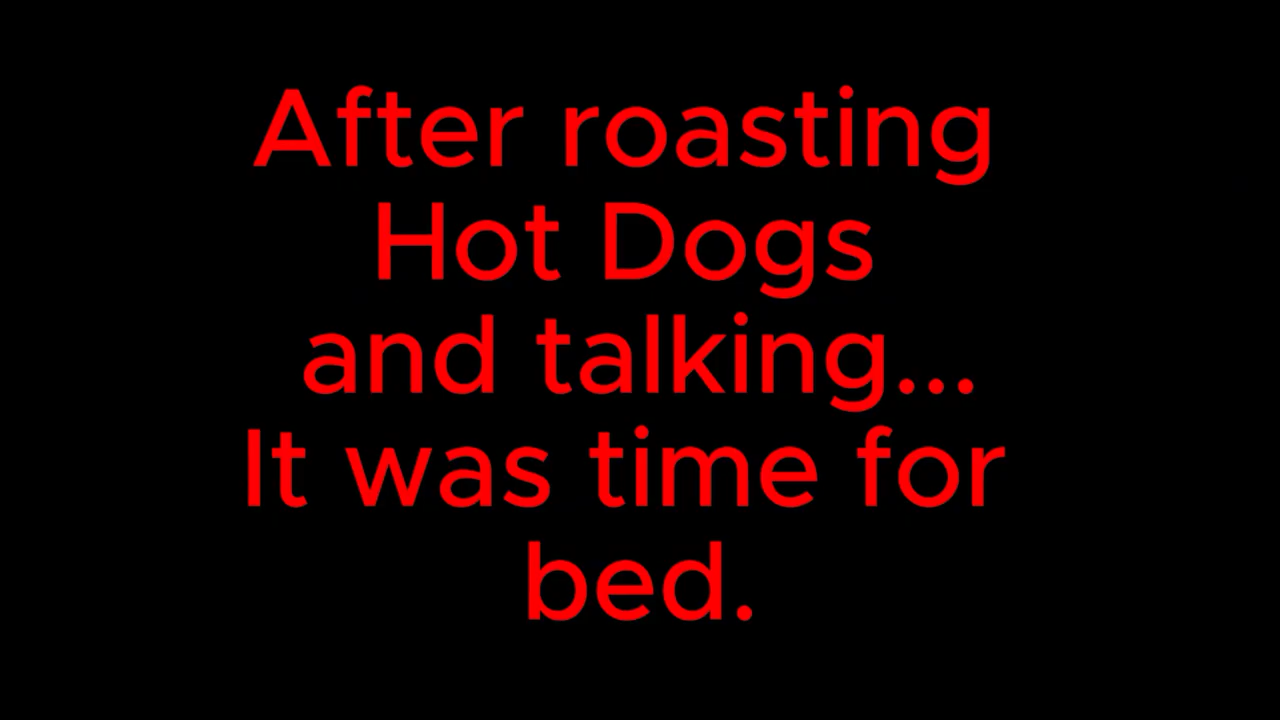 After roasting
Hot Dogs
and talking...
It was time for
bed.